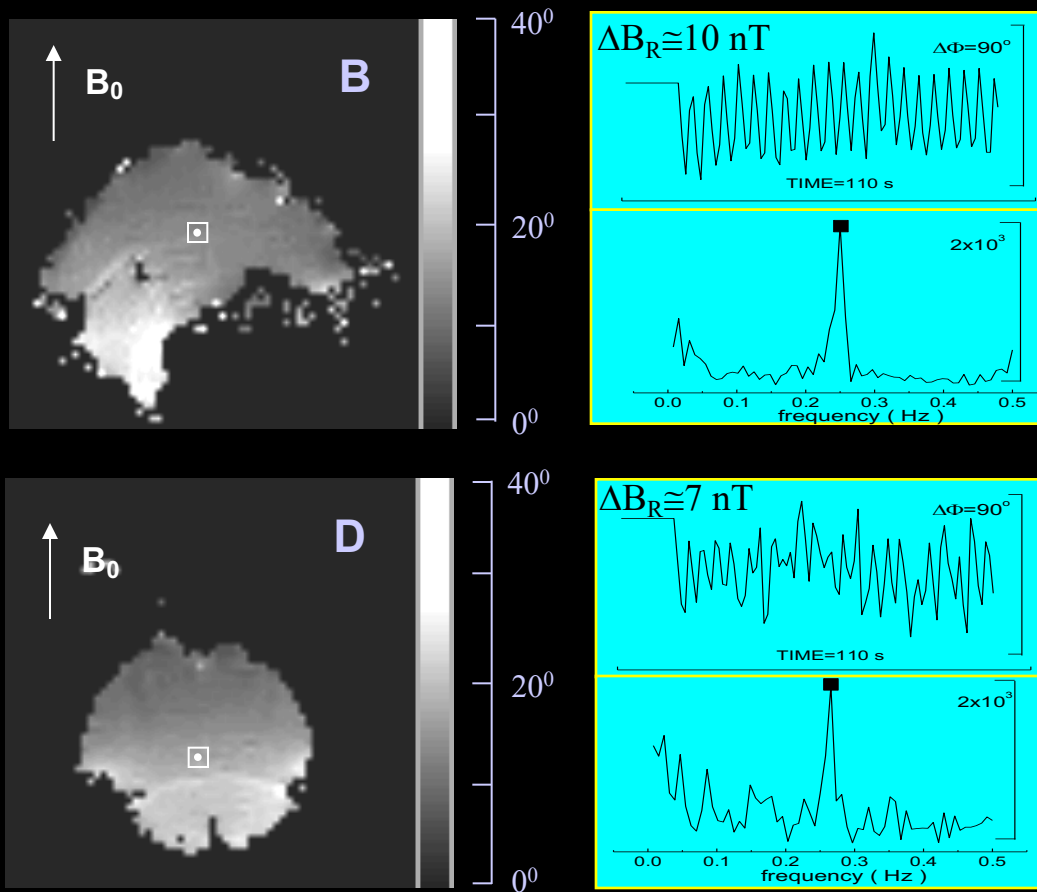 B₀
B
40⁰
20⁰
0⁰
ΔB_R≅10 nT
ΔΦ=90°
TIME=110 s
2x10³
0.0 0.1 0.2 0.3 0.4 0.5
frequency ( Hz )
B₀
D
40⁰
20⁰
0⁰
ΔB_R≅7 nT
ΔΦ=90°
TIME=110 s
2x10³
0.0 0.1 0.2 0.3 0.4 0.5
frequency ( Hz )